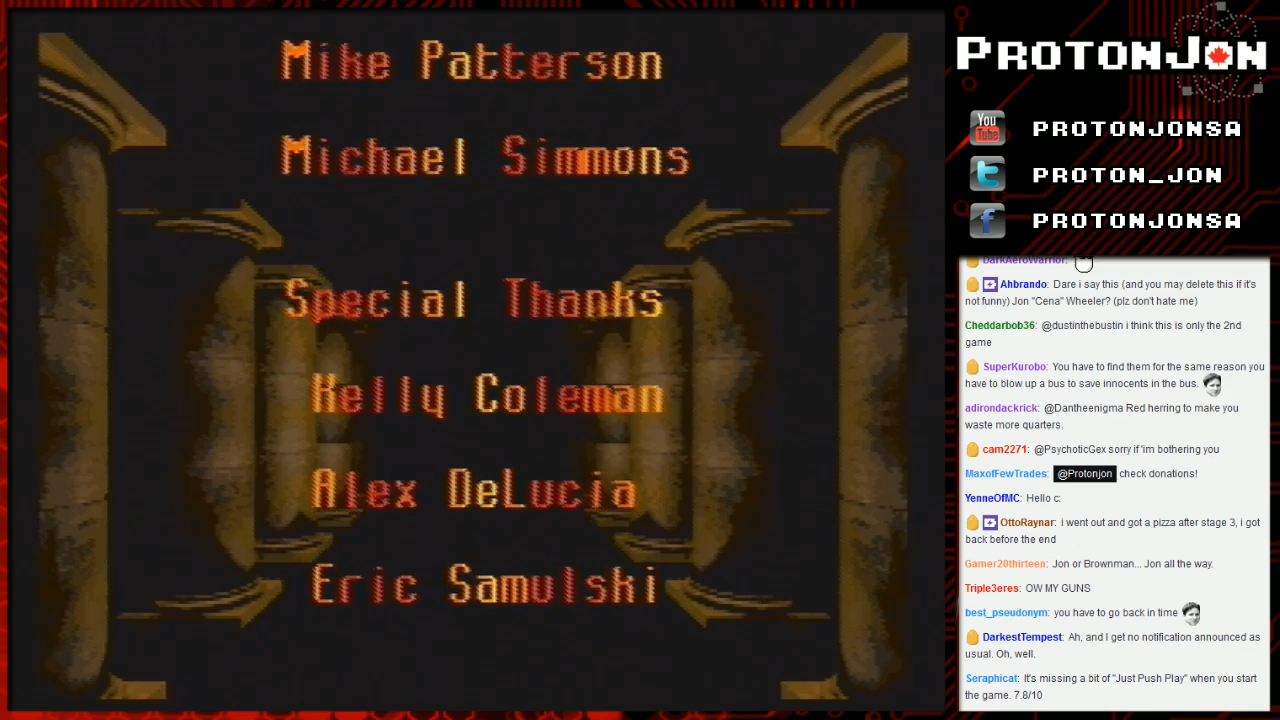 Mike Patterson
Michael Simmons
Special Thanks
Kelly Coleman
Alex DeLucia
Eric Samulski
PROTONJON
You Tube PROTONJONSA
t PROTON_JON
f PROTONJONSA
DarkAeroWarrior:
Ahbrando: Dare i say this (and you may delete this if it's
not funny) Jon "Cena" Wheeler? (plz don't hate me)
Cheddarbob36: @dustinthebustin i think this is only the 2nd
game
SuperKurobo: You have to find them for the same reason you
have to blow up a bus to save innocents in the bus.
adirondackrick: @Dantheenigma Red herring to make you
waste more quarters.
cam2271: @PsychoticGex sorry if 'im bothering you
MaxofFewTrades: @Protonjon check donations!
YenneOfMC: Hello c:
OttoRaynar: i went out and got a pizza after stage 3, i got
back before the end
Gamer20thirteen: Jon or Brownman... Jon all the way.
Triple3eres: OW MY GUNS
best_pseudonym: you have to go back in time
DarkestTempest: Ah, and I get no notification announced as
usual. Oh, well.
Seraphicat: It's missing a bit of "Just Push Play" when you start
the game. 7.8/10